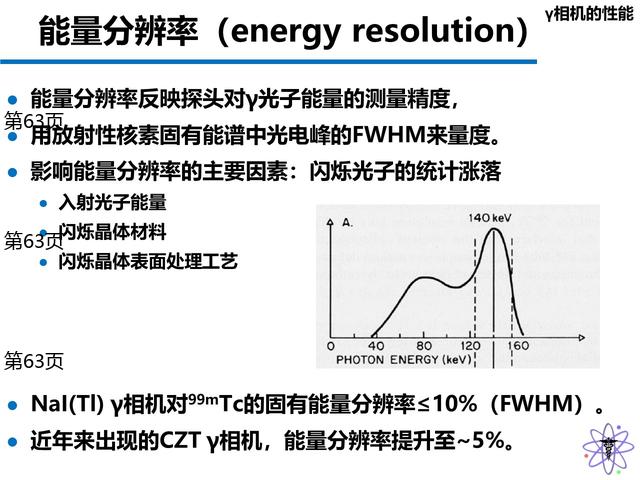 γ相机的性能
能量分辨率（energy resolution）
能量分辨率反映探头对γ光子能量的测量精度，
第63页
用放射性核素固有能谱中光电峰的FWHM来量度。
影响能量分辨率的主要因素：闪烁光子的统计涨落
入射光子能量
闪烁晶体材料
第63页
闪烁晶体表面处理工艺
A.
140 keV
0 40 80 120 160
PHOTON ENERGY (keV)
第63页
NaI(Tl) γ相机对99mTc的固有能量分辨率≤10%（FWHM）。
近年来出现的CZT γ相机，能量分辨率提升至~5%。